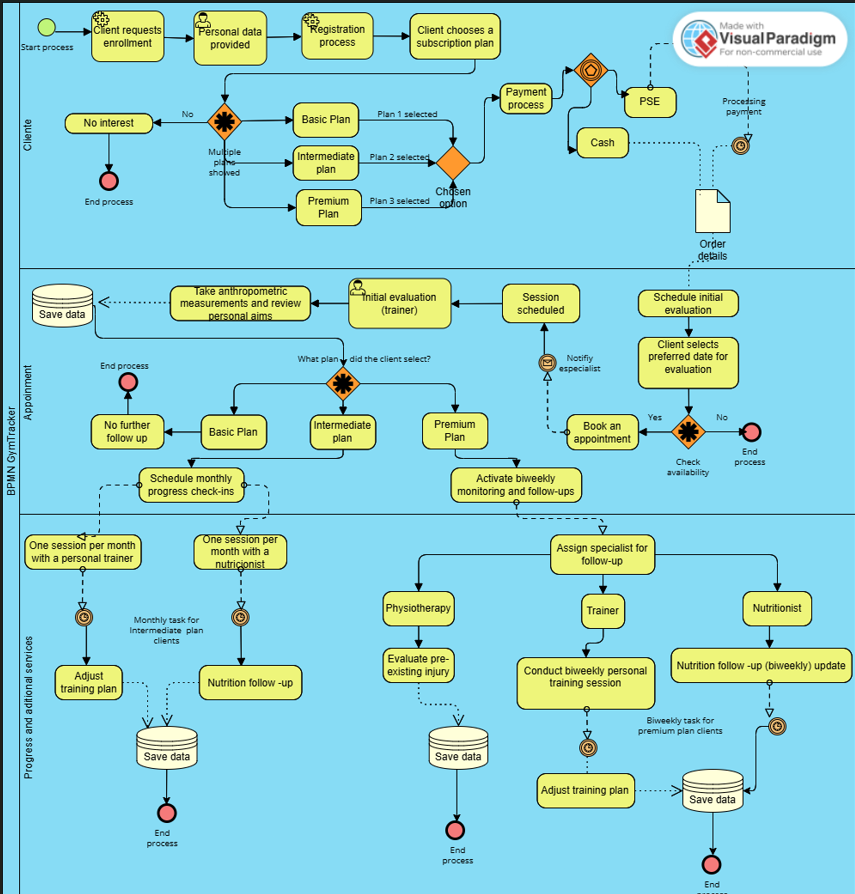 Made with
VisualParadigm
For non-commercial use
BPMN GymTracker
Cliente
Start process
Client requests
enrollment
Personal data
provided
Registration
process
Client chooses a
subscription plan
No interest
No
End process
Multiple
plans
showed
Basic Plan
Plan 1 selected
Intermediate
plan
Plan 2 selected
Premium
Plan
Plan 3 selected
Chosen
option
Payment
process
PSE
Cash
Processing
payment
Order
details
Appoinment
Save data
Take anthropometric
measurements and review
personal aims
Initial evaluation
(trainer)
Session
scheduled
Schedule initial
evaluation
Client selects
preferred date for
evaluation
Notifiy
especialist
What plan did the client select?
End process
No further
follow up
Basic Plan
Intermediate
plan
Premium
Plan
Book an
appointment
Yes
No
Check
availability
End
process
Schedule monthly
progress check-ins
Activate biweekly
monitoring and follow-ups
Progress and aditional services
One session per month
with a personal trainer
One session per
month with a
nutricionist
Assign specialist for
follow-up
Monthly task for
Intermediate plan
clients
Physiotherapy
Trainer
Nutritionist
Adjust
training plan
Nutrition follow -up
Evaluate pre-
existing injury
Conduct biweekly personal
training session
Nutrition follow -up (biweekly) update
Biweekly task for
premium plan clients
Save data
Save data
Adjust training plan
Save data
End
process
End
process
End